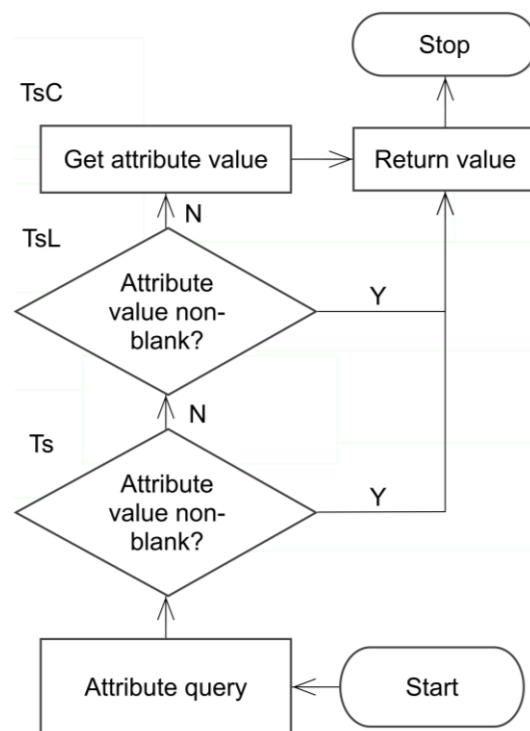 Stop
TsC
Get attribute value
Return value
N
TsL
Attribute
value non-
blank?
Y
N
Ts
Attribute
value non-
blank?
Y
Attribute query
Start